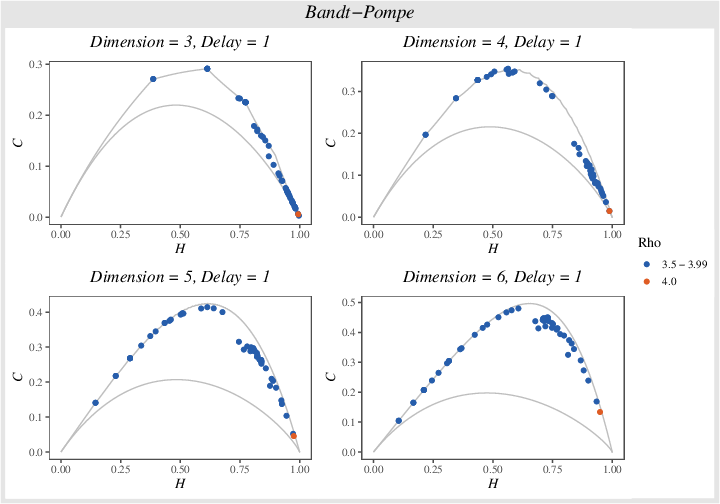 Bandt−Pompe
Dimension = 3, Delay = 1
Dimension = 4, Delay = 1
C
0.3
0.2
0.1
0.0
0.00
0.25
0.50
0.75
1.00
H
C
0.3
0.2
0.1
0.0
0.00
0.25
0.50
0.75
1.00
H
Dimension = 5, Delay = 1
Dimension = 6, Delay = 1
C
0.4
0.3
0.2
0.1
0.0
0.00
0.25
0.50
0.75
1.00
H
C
0.5
0.4
0.3
0.2
0.1
0.0
0.00
0.25
0.50
0.75
1.00
H
Rho
3.5 − 3.99
4.0